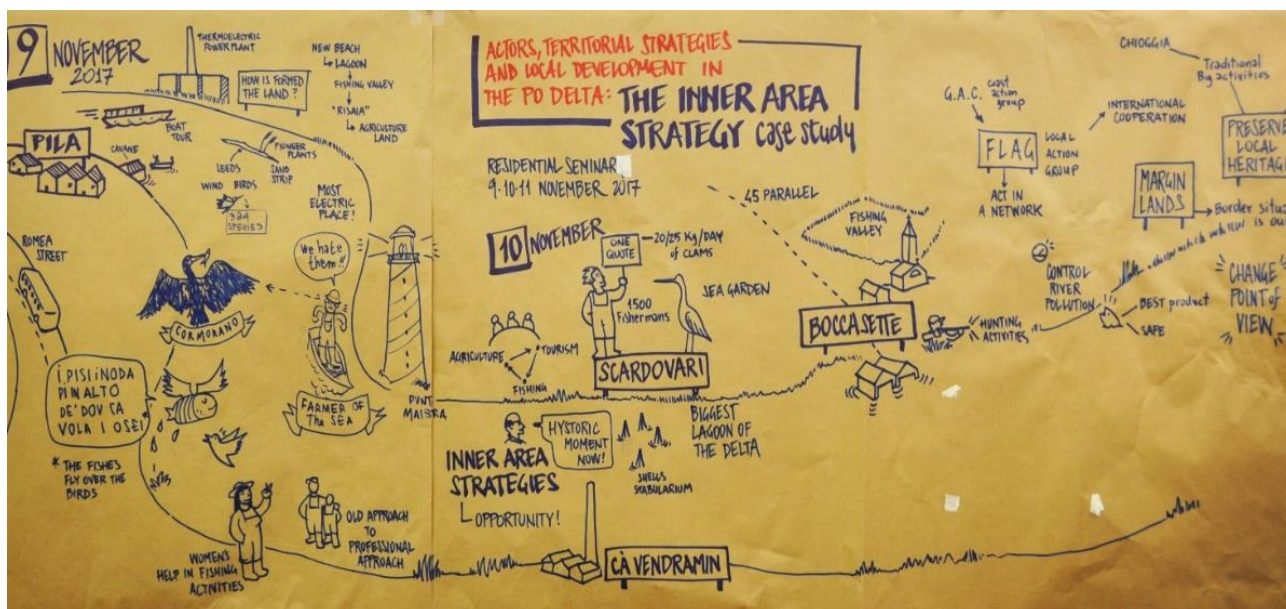 9 NOVEMBER
2017
THERMOELECTRIC
POWER PLANT
HOW IS FORMED
THE LAND?
NEW BEACH
LAGOON
FISHING VALLEY
"RISAIA"
AGRICULTURE
LAND
PILA
BOAT
TOUR
CAVANE
PIONEER
PLANTS
SEEDS
SAND
STRIP
WIND BIRDS
SPECIES
MOST
ELECTRIC
PLACE!
We hate
them!!
ROMEA
STREET
CORMORANO
FARMER OF
The SEA
I PISI INODA
PI IN ALTO
DE' DOV CA
VOLA I OSEI
* THE FISHES
FLY OVER THE
BIRDS
WOMEN'S
HELP IN FISHING
ACTIVITIES
OLD APPROACH
TO
PROFESSIONAL
APPROACH
PUNTA
MAISTRA
ACTORS, TERRITORIAL STRATEGIES
AND LOCAL DEVELOPMENT IN
THE PO DELTA: THE INNER AREA
STRATEGY case study
RESIDENTIAL SEMINAR
9-10-11 NOVEMBER 2017
10 NOVEMBER
ONE
QUOTE
20/25 Kg/DAY
of CLAMS
1500
Fishermans
SEA GARDEN
AGRICULTURE
TOURISM
FISHING
SCARDOVARI
BIGGEST
LAGOON OF
THE DELTA
HYSTORIC
MOMENT
NOW!
INNER AREA
STRATEGIES
OPPORTUNITY!
SHELLS
SCABULARIUM
CÀ VENDRAMIN
45 PARALLEL
FISHING
VALLEY
BOCCASETTE
HUNTING
ACTIVITIES
G.A.C. coast
action
group
FLAG
LOCAL
ACTION
GROUP
ACT IN
A NETWORK
INTERNATIONAL
COOPERATION
CHIOGGIA
Traditional
Big activities
PRESERVE
LOCAL
HERITAGE
MARGIN
LANDS
Border
CONTROL
RIVER
POLLUTION
BEST product
SAFE
CHANGE
POINT of
VIEW